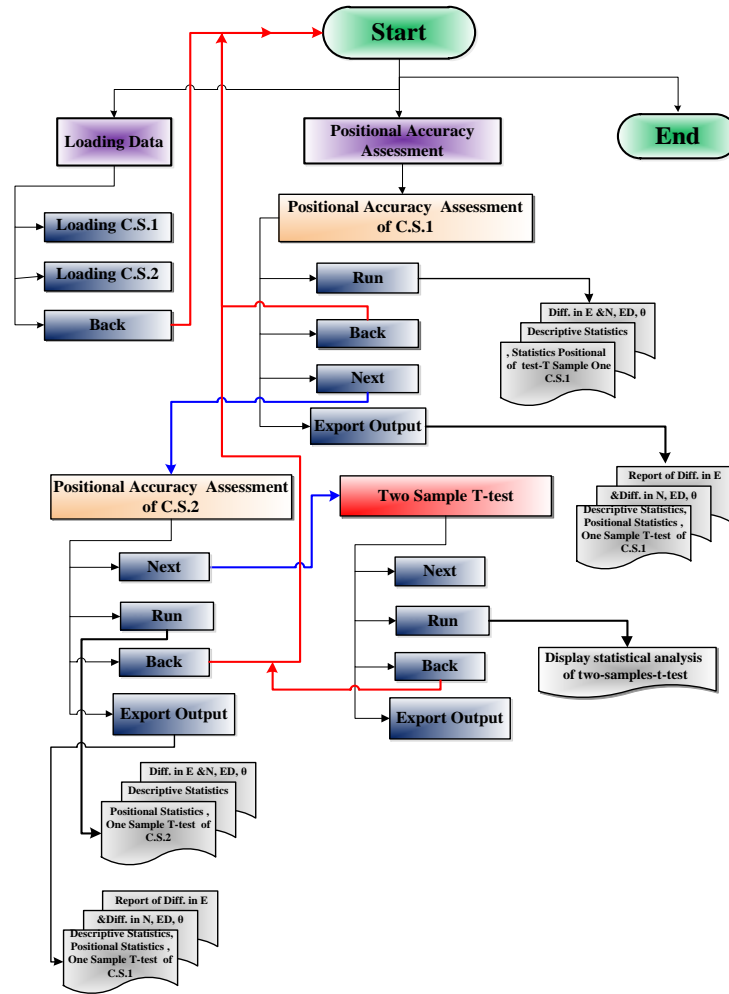 Start
Loading Data
Positional Accuracy
Assessment
End
Positional Accuracy Assessment
of C.S.1
Loading C.S.1
Loading C.S.2
Back
Run
Back
Next
Export Output
Diff. in E &N, ED, θ
Descriptive Statistics
, Statistics Positional
of test-T Sample One
C.S.1
Report of Diff. in E
&Diff. in N, ED, θ
Descriptive Statistics,
Positional Statistics ,
One Sample T-test of
C.S.1
Positional Accuracy Assessment
of C.S.2
Next
Run
Back
Export Output
Two Sample T-test
Next
Run
Back
Export Output
Display statistical analysis
of two-samples-t-test
Diff. in E &N, ED, θ
Descriptive Statistics
Positional Statistics ,
One Sample T-test of
C.S.2
Report of Diff. in E
&Diff. in N, ED, θ
Descriptive Statistics,
Positional Statistics ,
One Sample T-test of
C.S.1